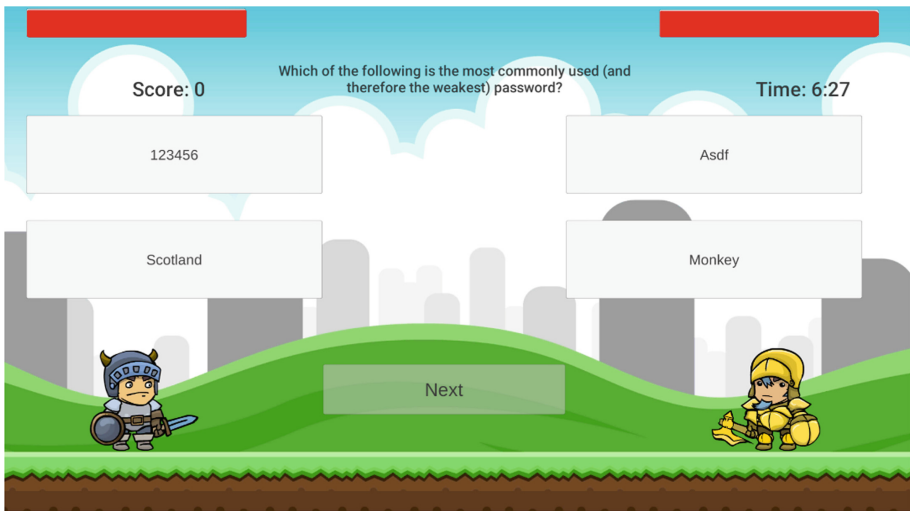 Which of the following is the most commonly used (and
therefore the weakest) password?
Score: 0
Time: 6:27
123456
Asdf
Scotland
Monkey
Next